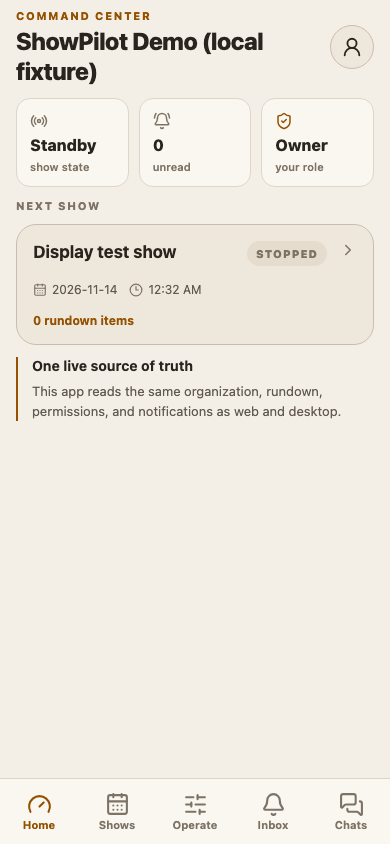 COMMAND CENTER
ShowPilot Demo (local
fixture)
Standby
show state
0
unread
Owner
your role
NEXT SHOW
Display test show
STOPPED
2026-11-14
12:32 AM
0 rundown items
One live source of truth
This app reads the same organization, rundown,
permissions, and notifications as web and desktop.
Home
Shows
Operate
Inbox
Chats